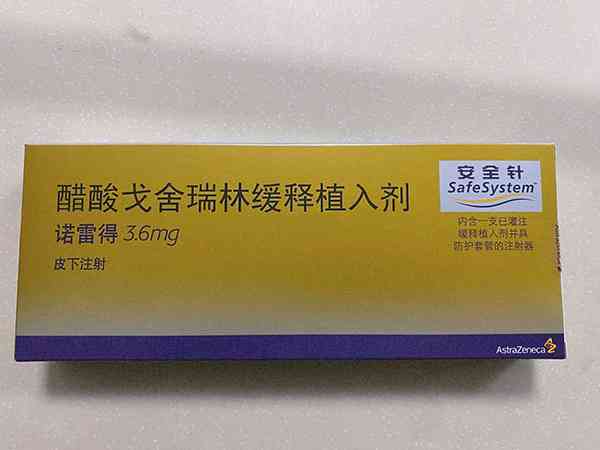 醋酸戈舍瑞林缓释植入剂
诺雷得 3.6mg
皮下注射
安全针
SafeSystem™
内含一支已灌注
缓释植入剂并具
防护套管的注射器
AstraZeneca